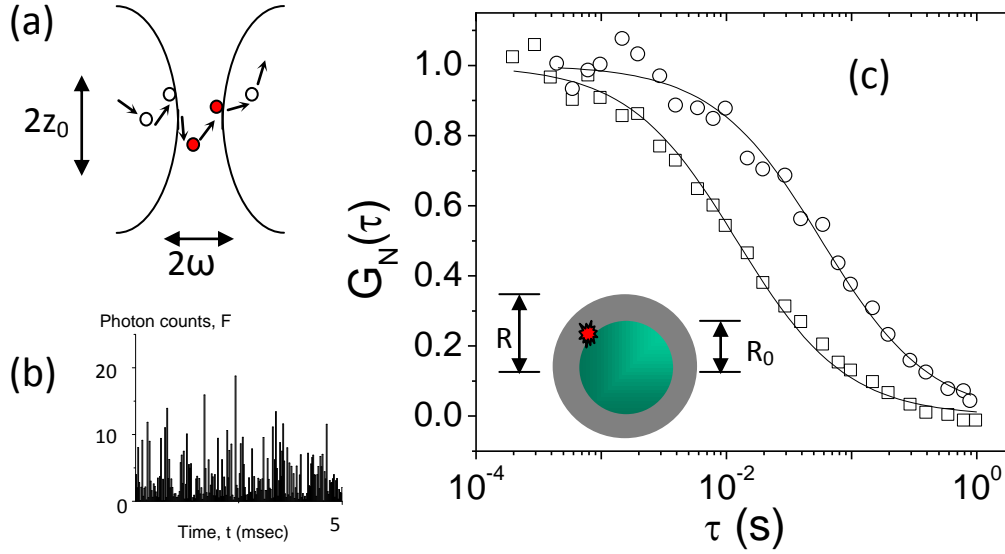 (a)
2z₀
2ω
(b)
Photon counts, F
20
10
0
Time, t (msec)
5
(c)
G_N(τ)
1.0
0.8
0.6
0.4
0.2
0.0
R
R₀
10⁻⁴
10⁻²
10⁰
τ (s)